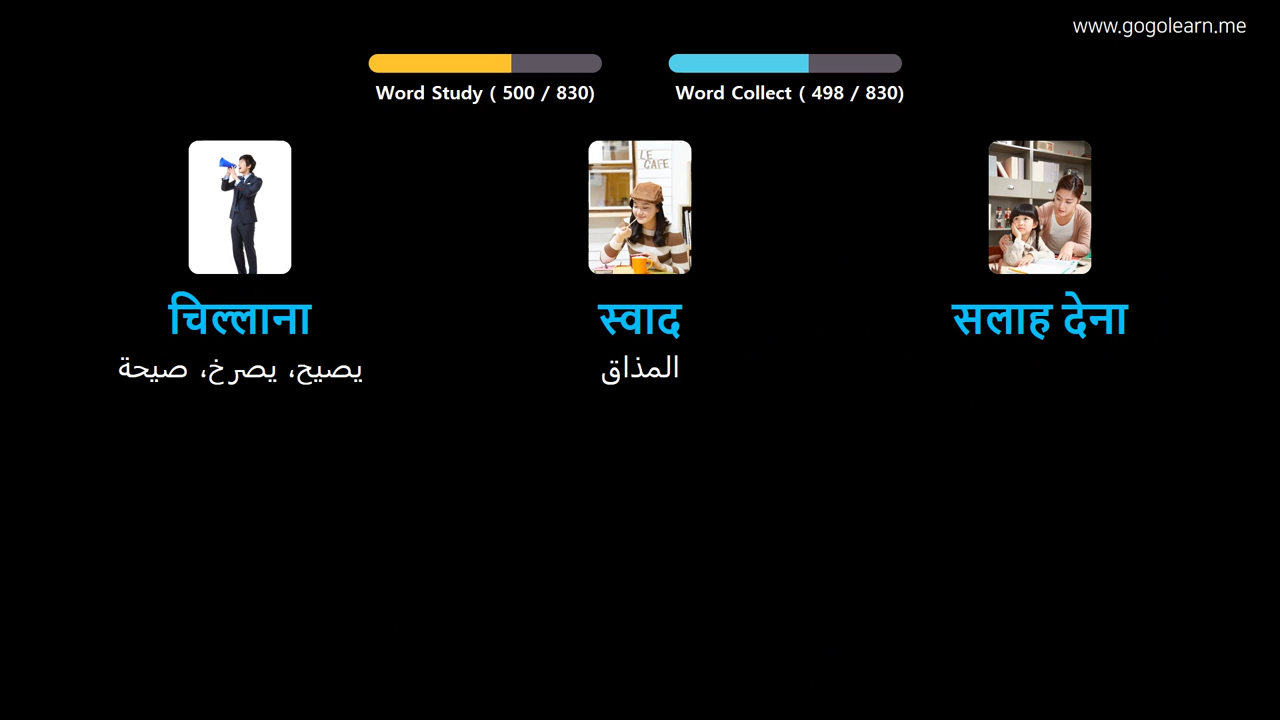 www.gogolearn.me
Word Study ( 500 / 830)
Word Collect ( 498 / 830)
LE CAFE
चिल्लाना
स्वाद
सलाह देना
يصيح، يصرخ، صيحة
المذاق